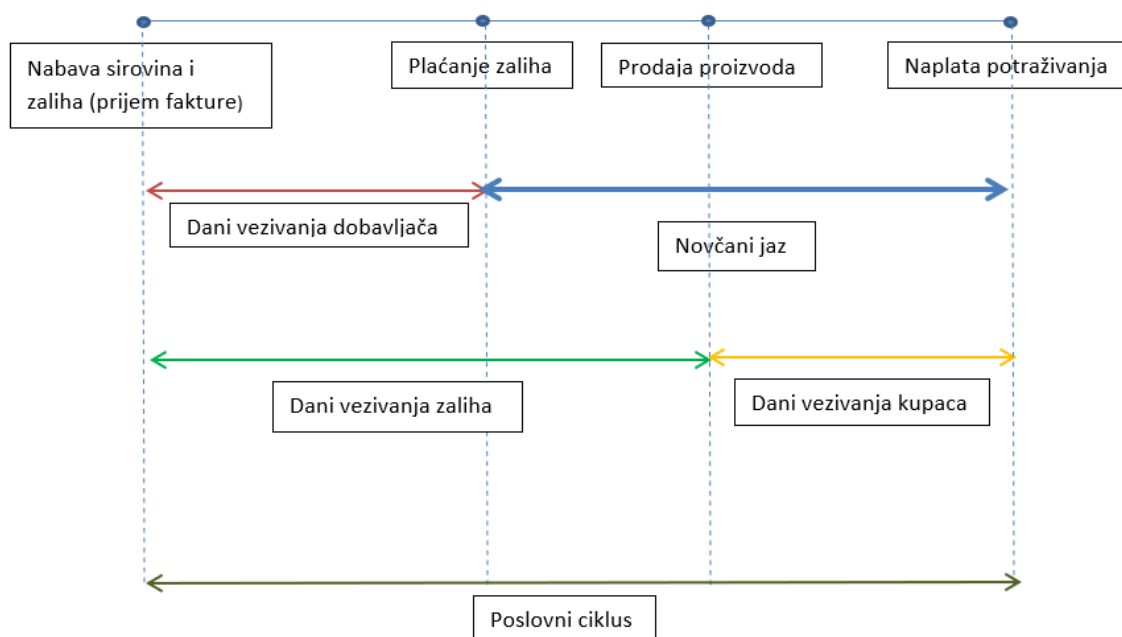 Nabava sirovina i
zaliha (prijem fakture)
Plaćanje zaliha
Prodaja proizvoda
Naplata potraživanja
Dani vezivanja dobavljača
Novčani jaz
Dani vezivanja zaliha
Dani vezivanja kupaca
Poslovni ciklus